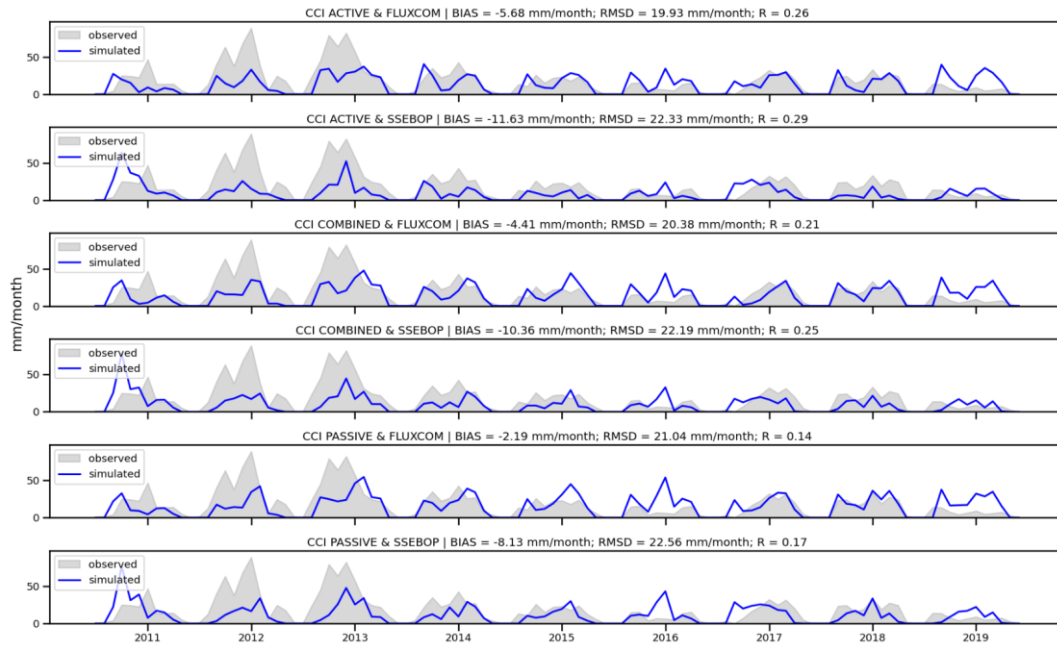 CCI ACTIVE & FLUXCOM | BIAS = -5.68 mm/month; RMSD = 19.93 mm/month; R = 0.26
observed
simulated
50
0
CCI ACTIVE & SSEBOP | BIAS = -11.63 mm/month; RMSD = 22.33 mm/month; R = 0.29
observed
simulated
50
0
CCI COMBINED & FLUXCOM | BIAS = -4.41 mm/month; RMSD = 20.38 mm/month; R = 0.21
observed
simulated
50
0
mm/month
CCI COMBINED & SSEBOP | BIAS = -10.36 mm/month; RMSD = 22.19 mm/month; R = 0.25
observed
simulated
50
0
CCI PASSIVE & FLUXCOM | BIAS = -2.19 mm/month; RMSD = 21.04 mm/month; R = 0.14
observed
simulated
50
0
CCI PASSIVE & SSEBOP | BIAS = -8.13 mm/month; RMSD = 22.56 mm/month; R = 0.17
observed
simulated
50
0
2011 2012 2013 2014 2015 2016 2017 2018 2019